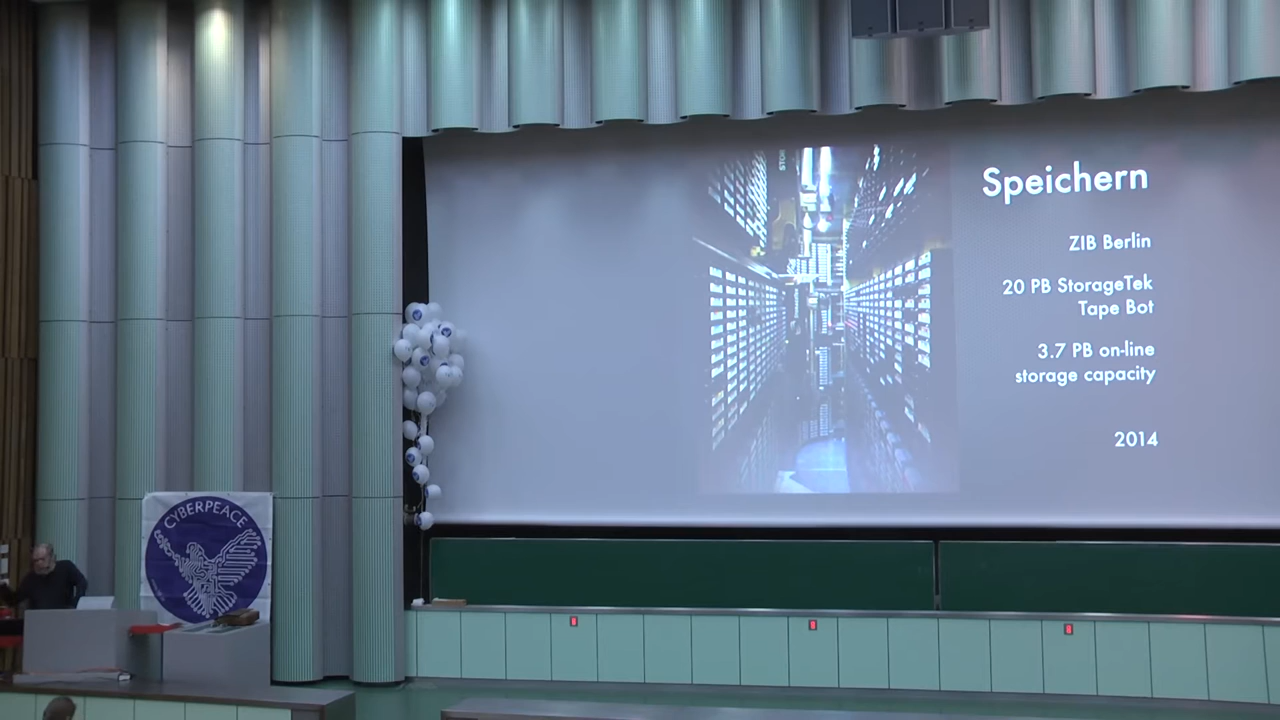 Speichern
ZIB Berlin
20 PB StorageTek
Tape Bot
3.7 PB on-line
storage capacity
2014
CYBERPEACE